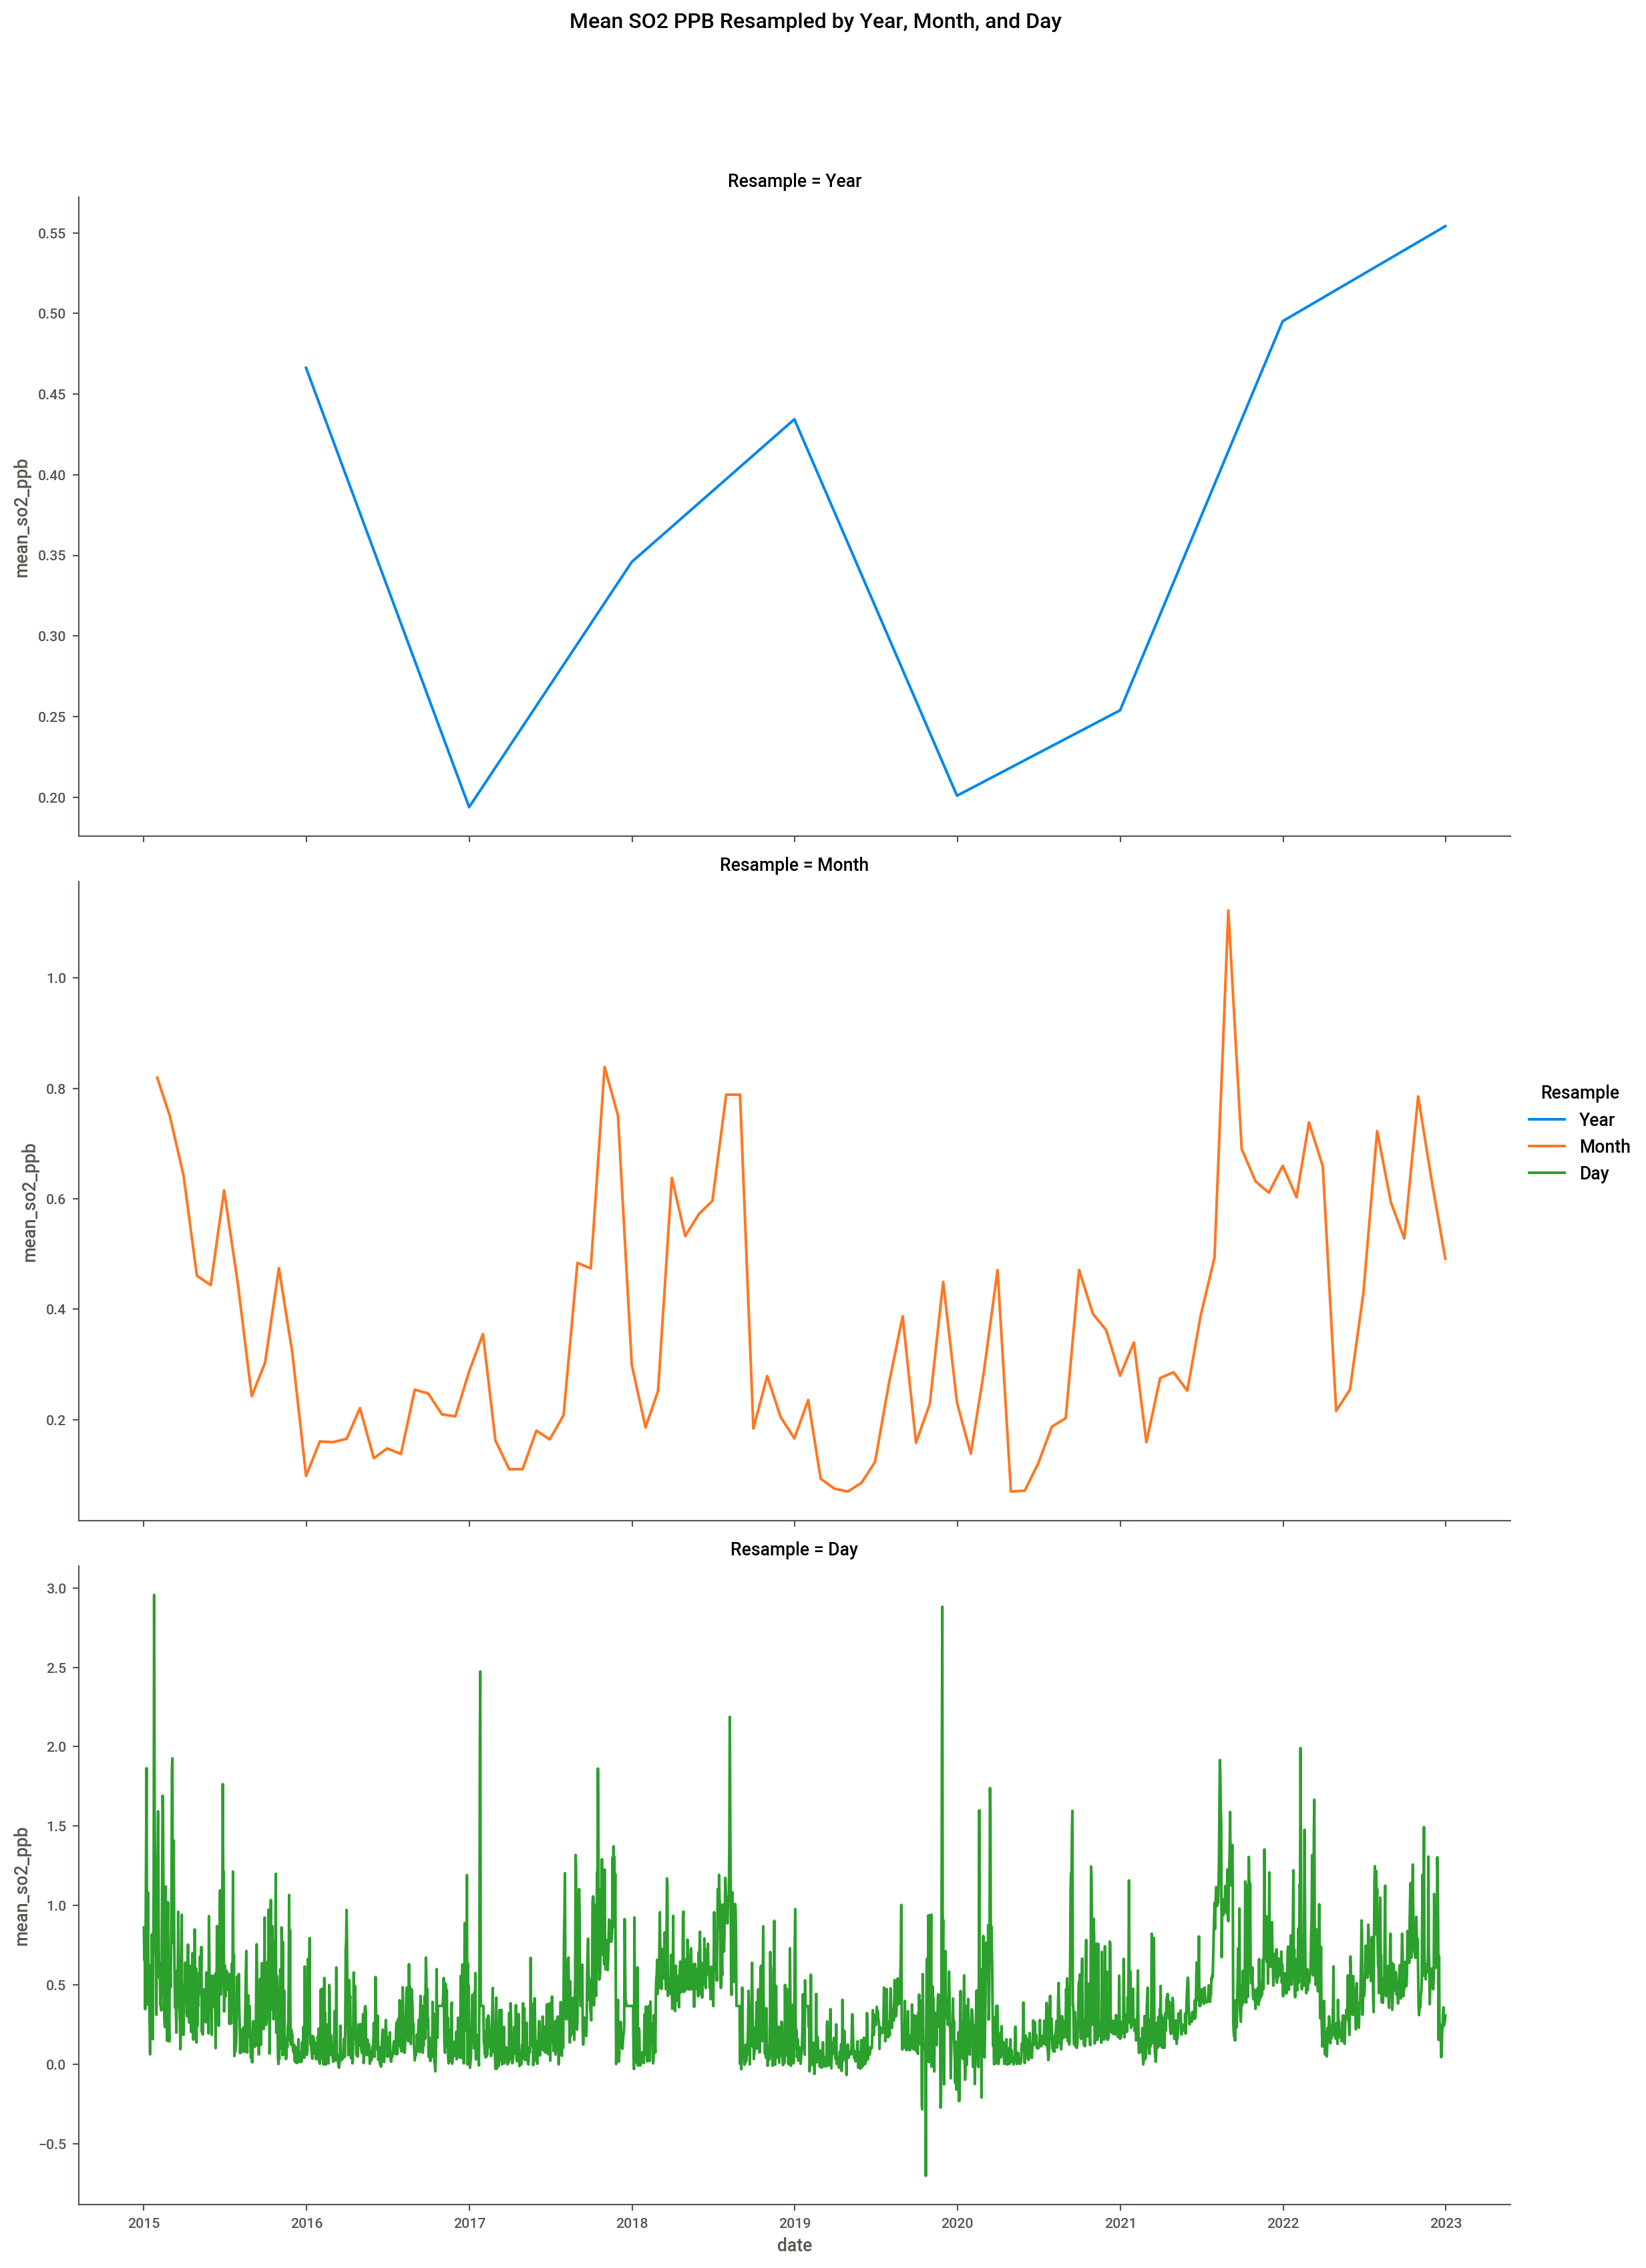 Mean SO2 PPB Resampled by Year, Month, and Day
Resample = Year
0.55
0.50
0.45
0.40
0.35
0.30
0.25
0.20
mean_so2_ppb
Resample = Month
1.0
0.8
0.6
0.4
0.2
mean_so2_ppb
Resample
Year
Month
Day
Resample = Day
3.0
2.5
2.0
1.5
1.0
0.5
0.0
−0.5
mean_so2_ppb
2015 2016 2017 2018 2019 2020 2021 2022 2023
date